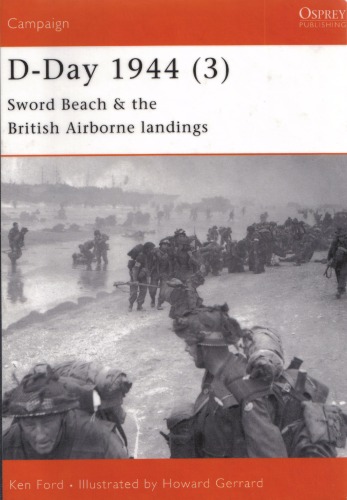 Campaign
OSPREY
PUBLISHING
D-Day 1944 (3)
Sword Beach & the
British Airborne landings
Ken Ford • Illustrated by Howard Gerrard